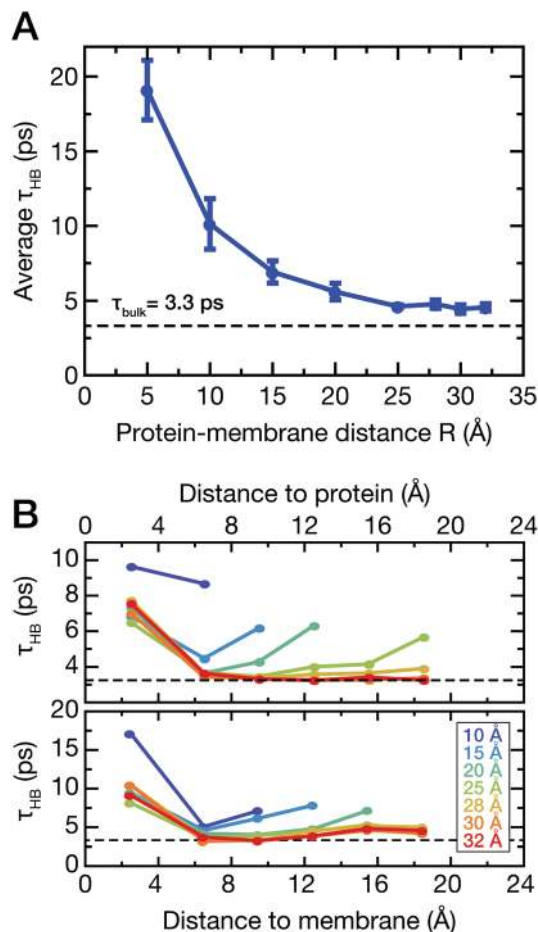 A
20
15
10
5
0
Average τHB (ps)
τbulk= 3.3 ps
0 5 10 15 20 25 30 35
Protein-membrane distance R (Å)
B
Distance to protein (Å)
0 4 8 12 16 20 24
10
8
6
4
τHB (ps)
20
15
10
5
0
τHB (ps)
10 Å
15 Å
20 Å
25 Å
28 Å
30 Å
32 Å
0 4 8 12 16 20 24
Distance to membrane (Å)